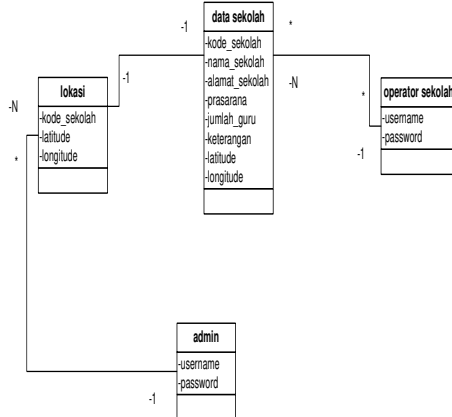 data sekolah
-kode_sekolah
-nama_sekolah
-alamat_sekolah
-prasarana
-jumlah_guru
-keterangan
-latitude
-longitude
-1
*
-1
-N
lokasi
-kode_sekolah
-latitude
-longitude
-N
*
operator sekolah
-username
-password
*
-1
admin
-username
-password
-1